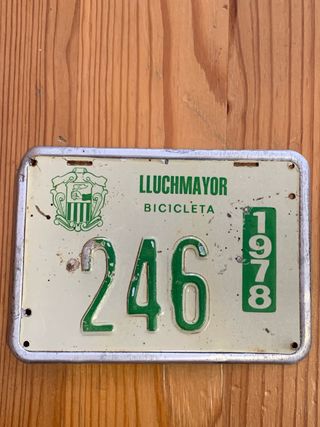 LLUCHMAYOR
BICICLETA
246
1978